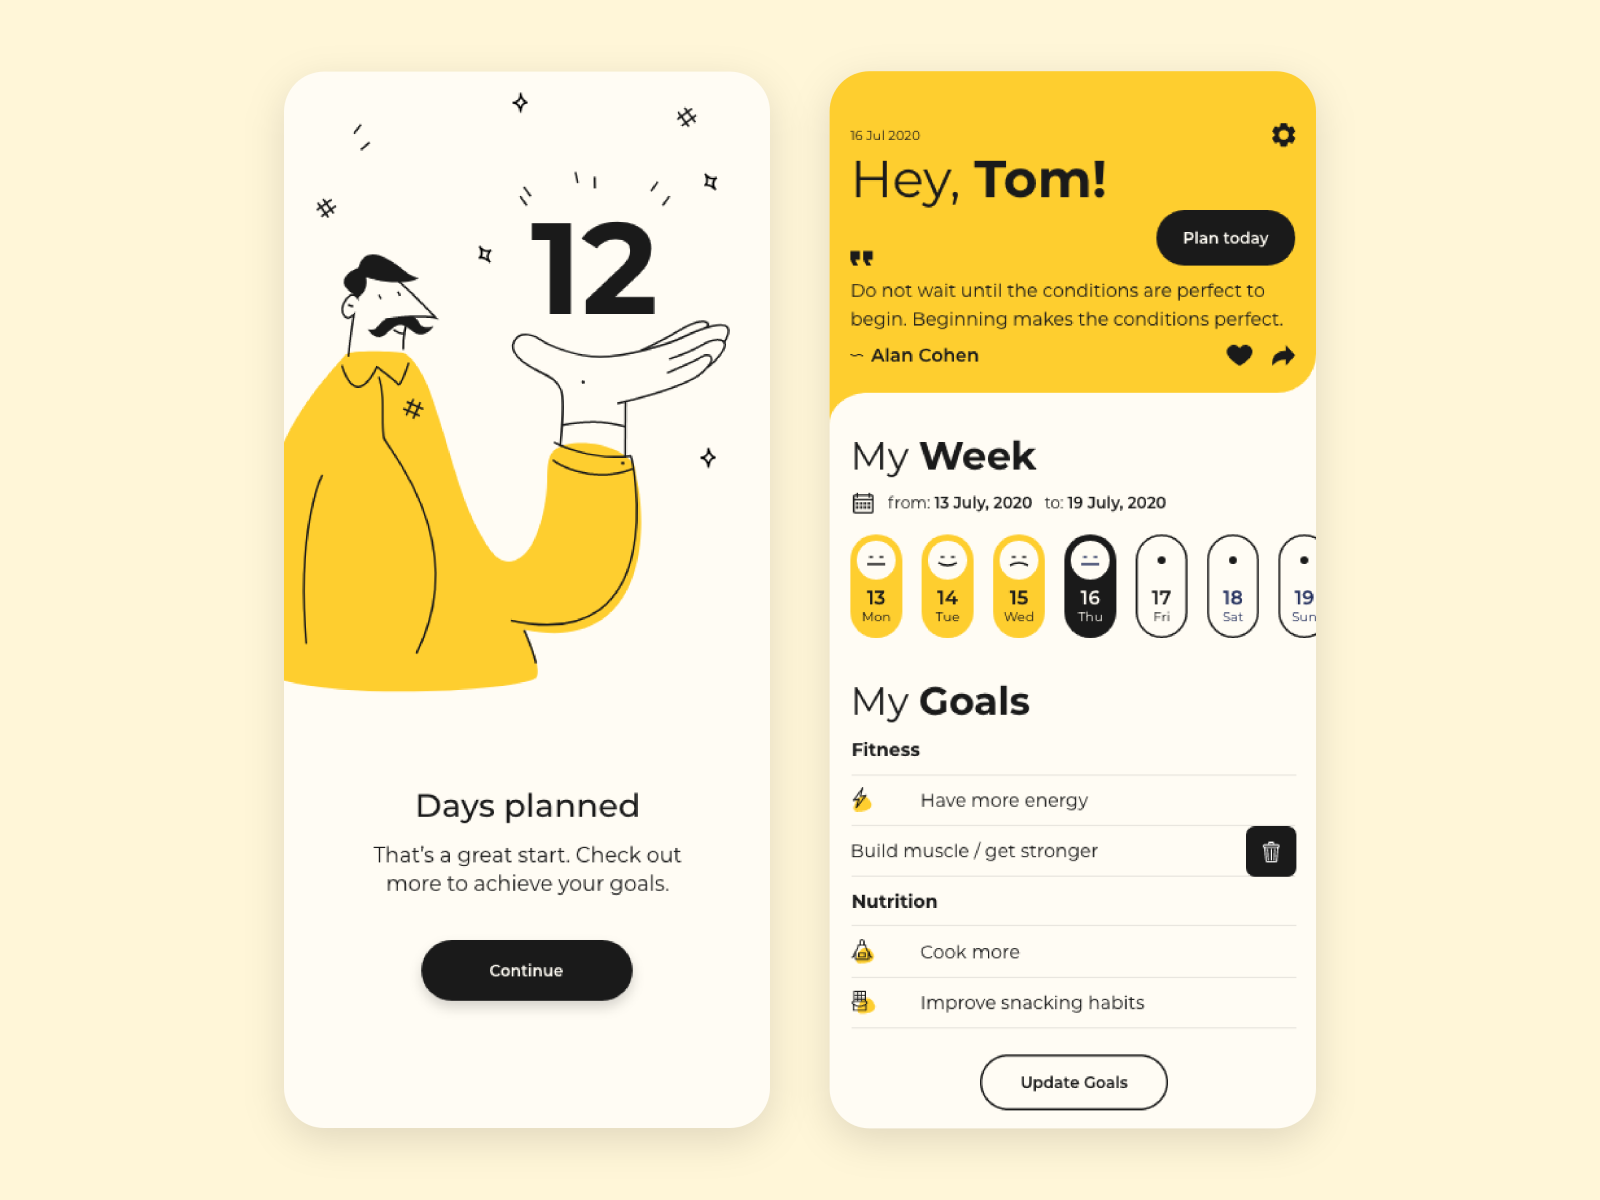 12
Days planned
That's a great start. Check out
more to achieve your goals.
Continue
16 Jul 2020
Hey, Tom!
Plan today
"
Do not wait until the conditions are perfect to
begin. Beginning makes the conditions perfect.
~ Alan Cohen
My Week
from: 13 July, 2020 to: 19 July, 2020
13 14 15 16 17 18 19
Mon Tue Wed Thu Fri Sat Sun
My Goals
Fitness
Have more energy
Build muscle / get stronger
Nutrition
Cook more
Improve snacking habits
Update Goals